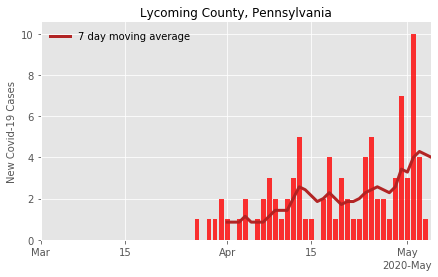 Lycoming County, Pennsylvania
7 day moving average
New Covid-19 Cases
10
8
6
4
2
0
Mar
15
Apr
15
May
2020-May